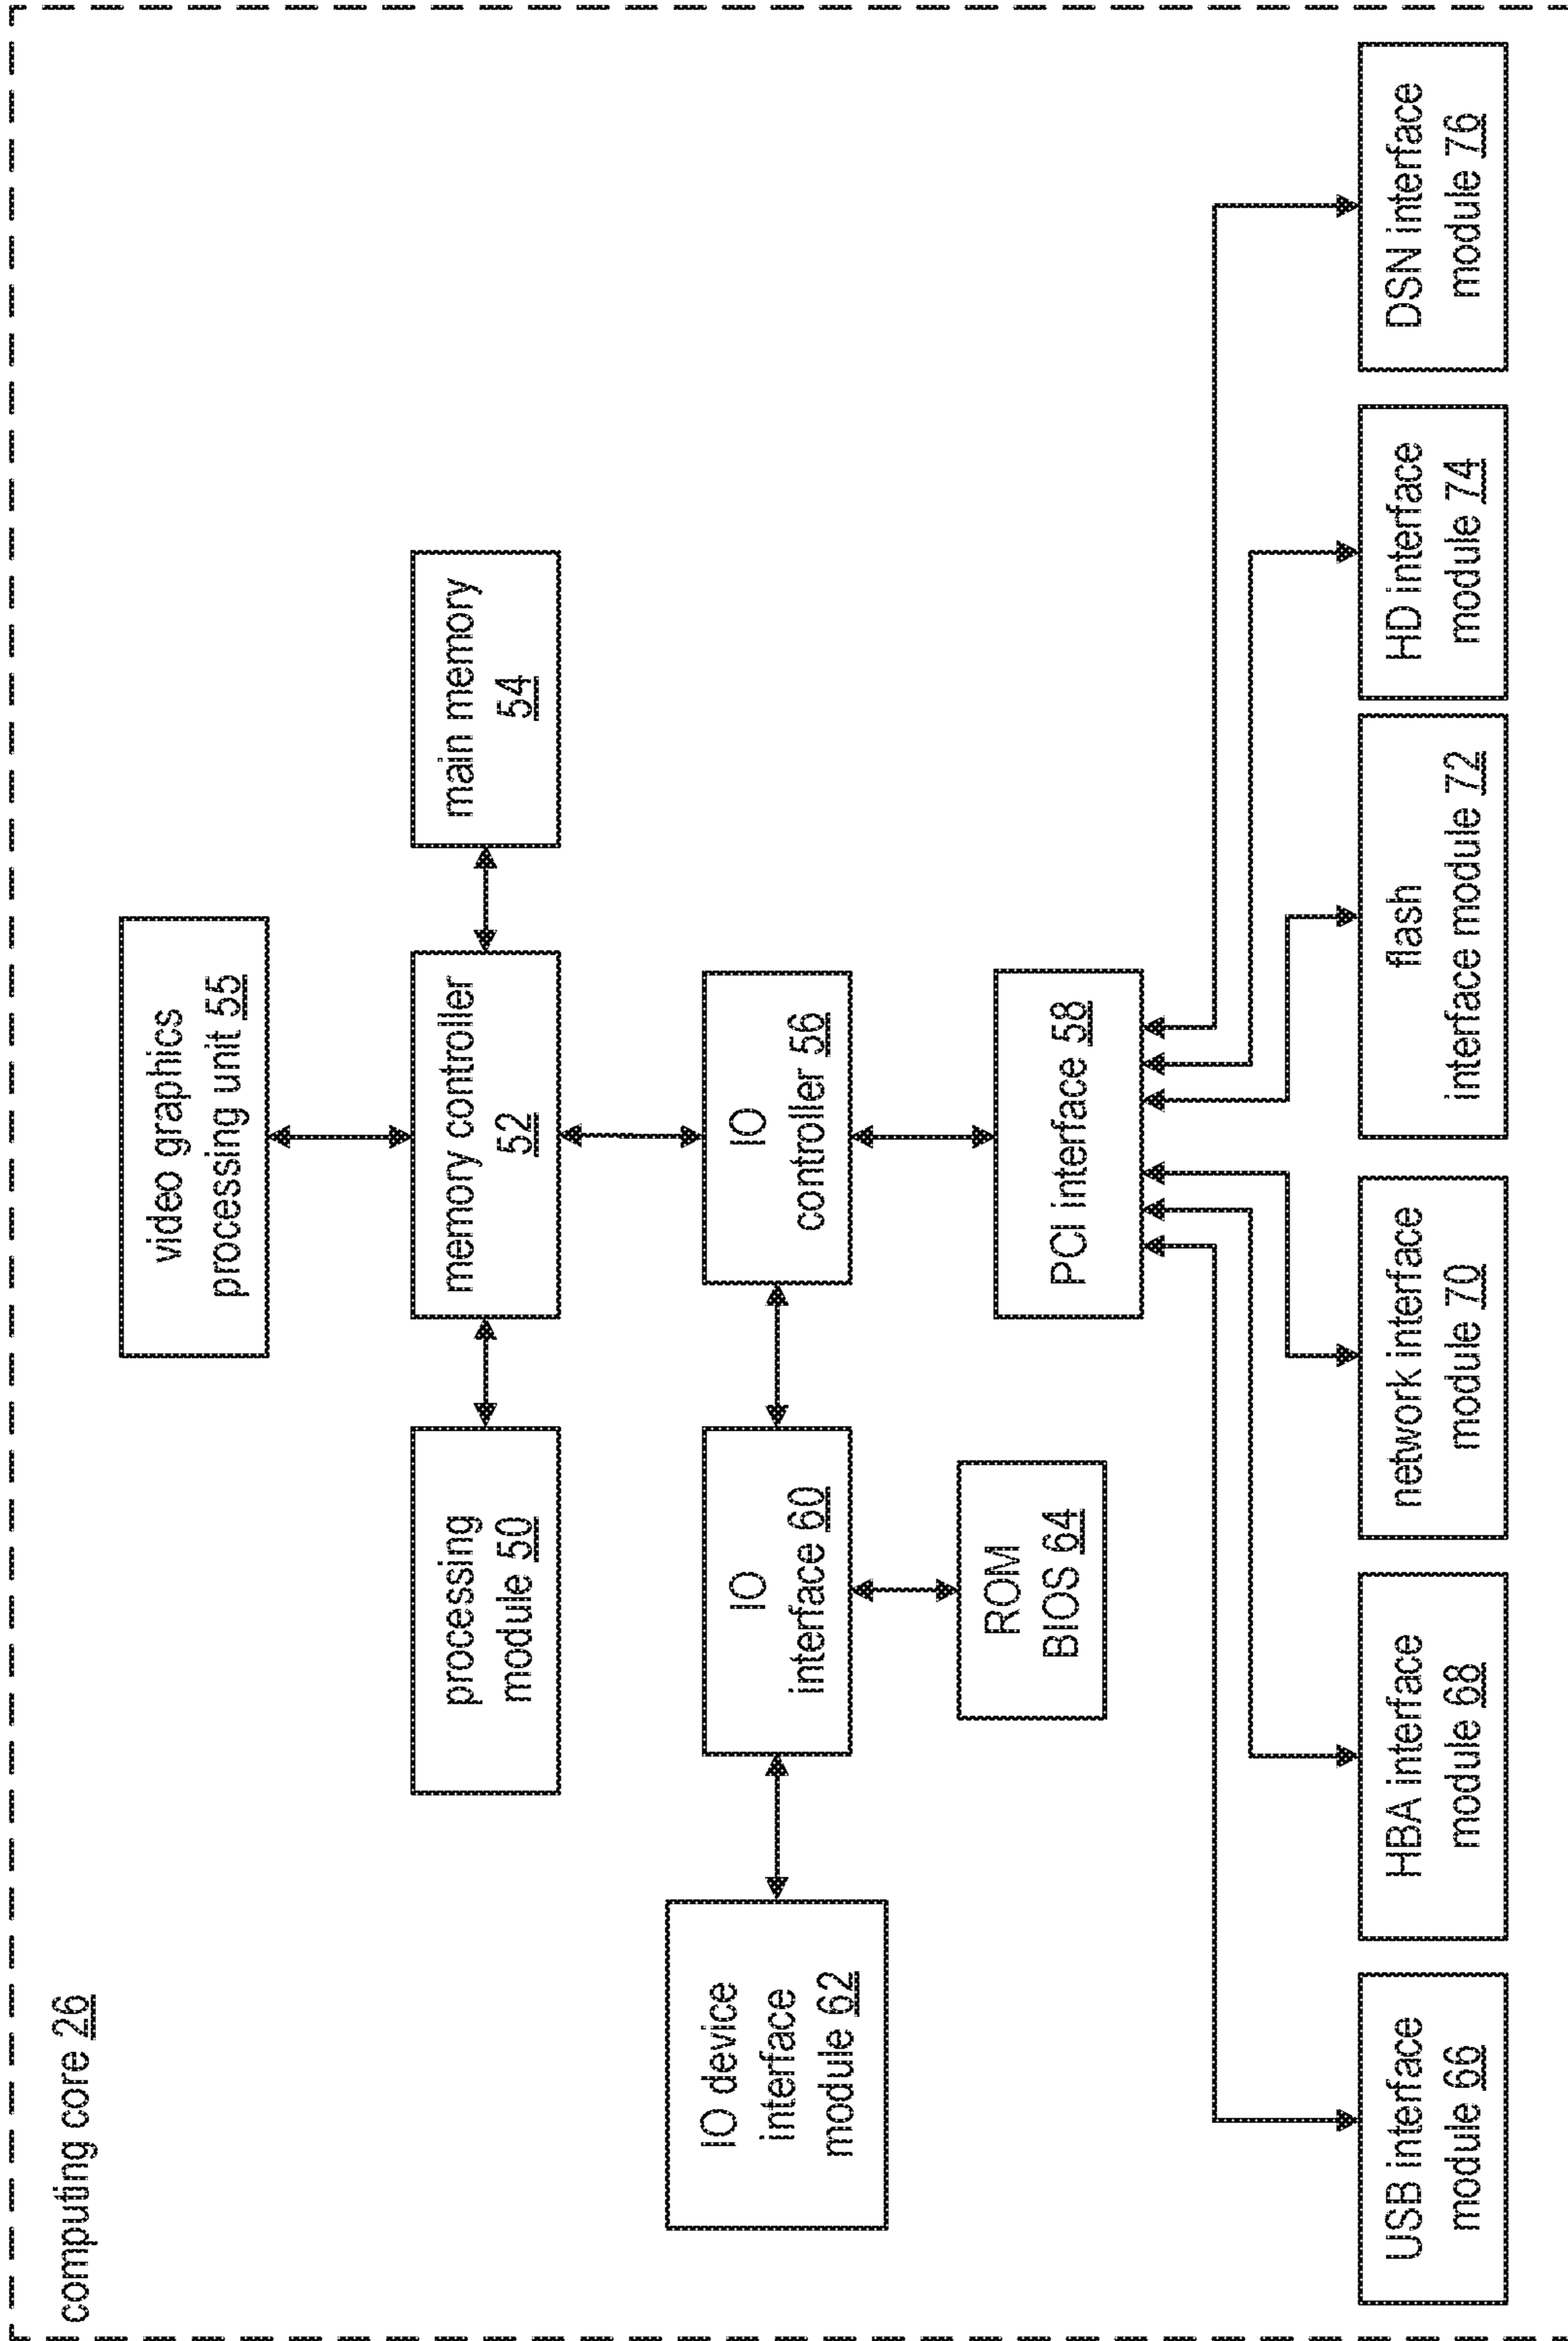 computing core 26
video graphics
processing unit 55
processing
module 50
memory controller
52
main memory
54
IO device
interface
module 62
IO
interface 60
IO
controller 56
ROM
BIOS 64
PCI interface 58
USB interface
module 66
HBA interface
module 68
network interface
module 70
flash
interface module 72
HD interface
module 74
DSN interface
module 76